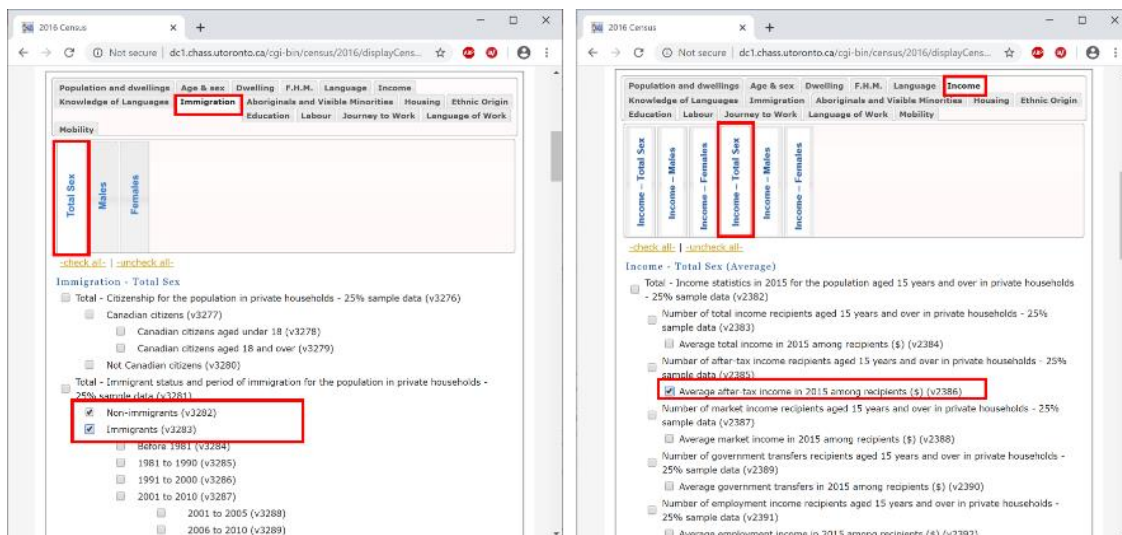 2016 Census
Not secure | dc1.chass.utoronto.ca/cgi-bin/census/2016/displayCens...
Population and dwellings Age & sex Dwelling F.H.M. Language Income
Knowledge of Languages Immigration Aboriginals and Visible Minorities Housing Ethnic Origin
Education Labour Journey to Work Language of Work
Mobility
Total Sex
Males
Females
-check all- | -uncheck all-
Immigration - Total Sex
Total - Citizenship for the population in private households - 25% sample data (v3276)
Canadian citizens (v3277)
Canadian citizens aged under 18 (v3278)
Canadian citizens aged 18 and over (v3279)
Not Canadian citizens (v3280)
Total - Immigrant status and period of immigration for the population in private households -
25% sample data (v3281)
Non-immigrants (v3282)
Immigrants (v3283)
Before 1981 (v3284)
1981 to 1990 (v3285)
1991 to 2000 (v3286)
2001 to 2010 (v3287)
2001 to 2005 (v3288)
2006 to 2010 (v3289)
2016 Census
Not secure | dc1.chass.utoronto.ca/cgi-bin/census/2016/displayCens...
Population and dwellings Age & sex Dwelling F.H.M. Language Income
Knowledge of Languages Immigration Aboriginals and Visible Minorities Housing Ethnic Origin
Education Labour Journey to Work Language of Work Mobility
Income – Total Sex
Income – Males
Income – Females
Income – Total Sex
Income – Males
Income – Females
-check all- | -uncheck all-
Income - Total Sex (Average)
Total - Income statistics in 2015 for the population aged 15 years and over in private households
- 25% sample data (v2382)
Number of total income recipients aged 15 years and over in private households - 25%
sample data (v2383)
Average total income in 2015 among recipients ($) (v2384)
Number of after-tax income recipients aged 15 years and over in private households - 25%
sample data (v2385)
Average after-tax income in 2015 among recipients ($) (v2386)
Number of market income recipients aged 15 years and over in private households - 25%
sample data (v2387)
Average market income in 2015 among recipients ($) (v2388)
Number of government transfers recipients aged 15 years and over in private households -
25% sample data (v2389)
Average government transfers in 2015 among recipients ($) (v2390)
Number of employment income recipients aged 15 years and over in private households -
25% sample data (v2391)
Average employment income in 2015 among recipients ($) (v2392)